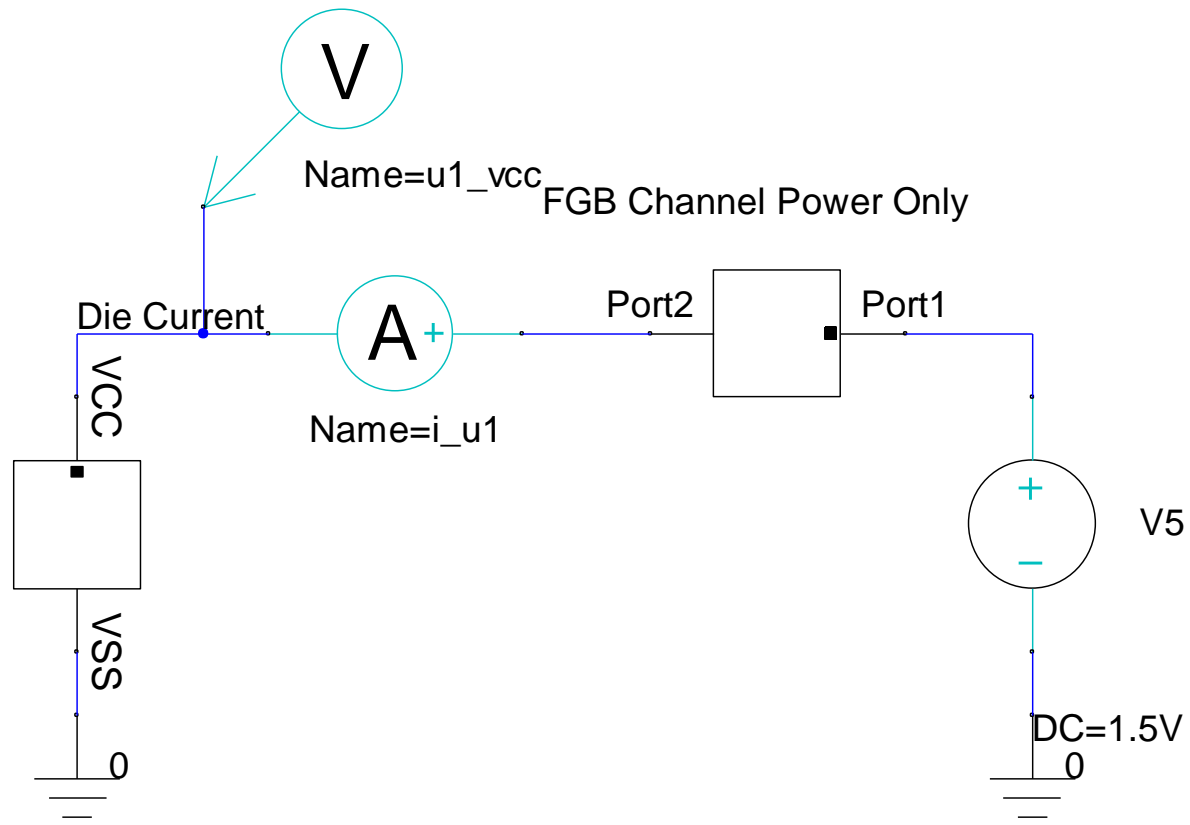 V
Name=u1_vcc
FGB Channel Power Only
Die Current
A
+
Port2
Port1
VCC
Name=i_u1
+
−
V5
VSS
DC=1.5V
0
0